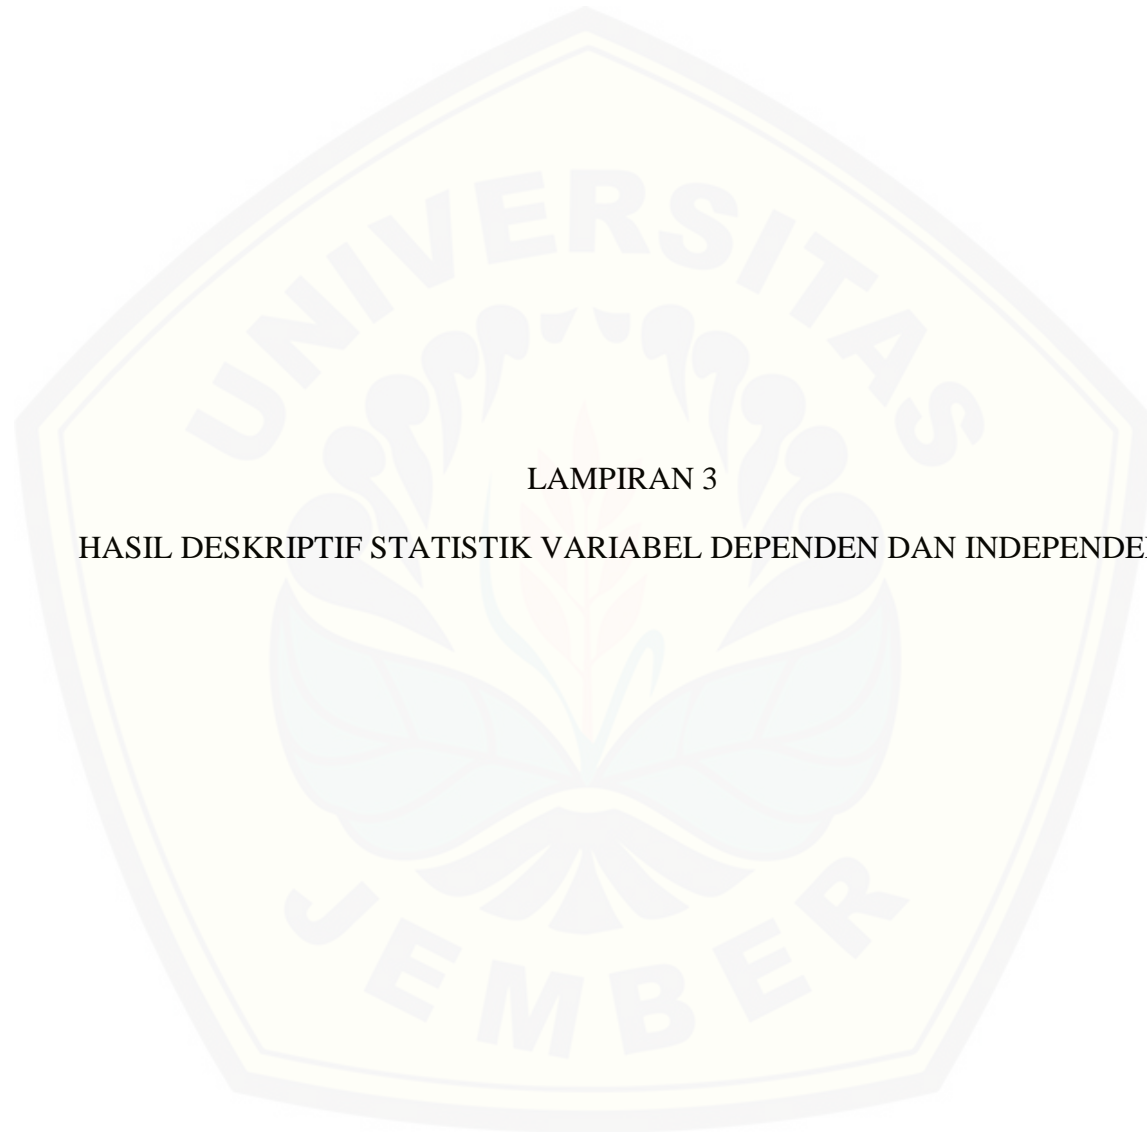 UNIVERSITAS
LAMPIRAN 3
HASIL DESKRIPTIF STATISTIK VARIABEL DEPENDEN DAN INDEPENDE
JEMBER